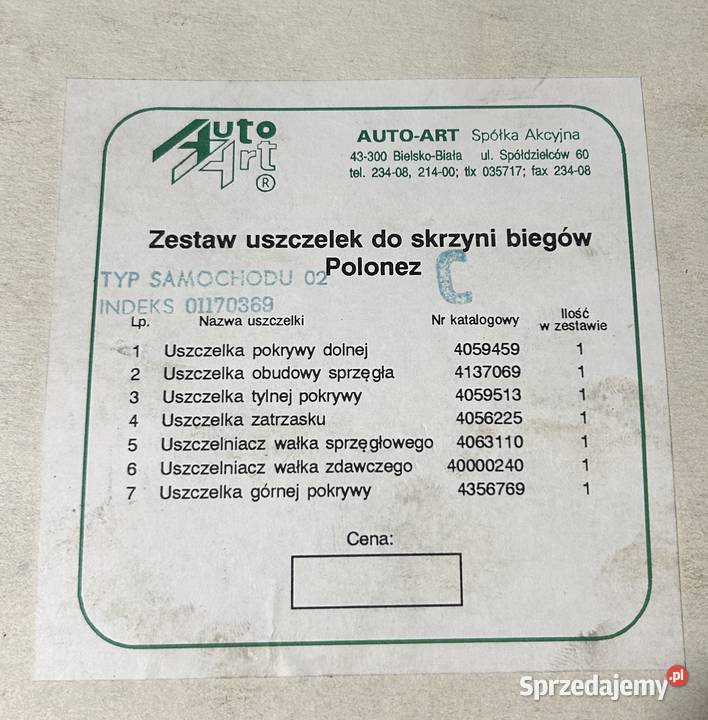 Auto
Art
®
AUTO-ART Spółka Akcyjna
43-300 Bielsko-Biała ul. Spółdzielców 60
tel. 234-08, 214-00; tlx 035717; fax 234-08
Zestaw uszczelek do skrzyni biegów
Polonez
TYP SAMOCHODU 02
C
INDEKS 01170369
Lp. Nazwa uszczelki Nr katalogowy Ilość w zestawie
1 Uszczelka pokrywy dolnej 4059459 1
2 Uszczelka obudowy sprzęgła 4137069 1
3 Uszczelka tylnej pokrywy 4059513 1
4 Uszczelka zatrzasku 4056225 1
5 Uszczelniacz wałka sprzęgłowego 4063110 1
6 Uszczelniacz wałka zdawczego 40000240 1
7 Uszczelka górnej pokrywy 4356769 1
Cena:
Sprzedajemy.pl